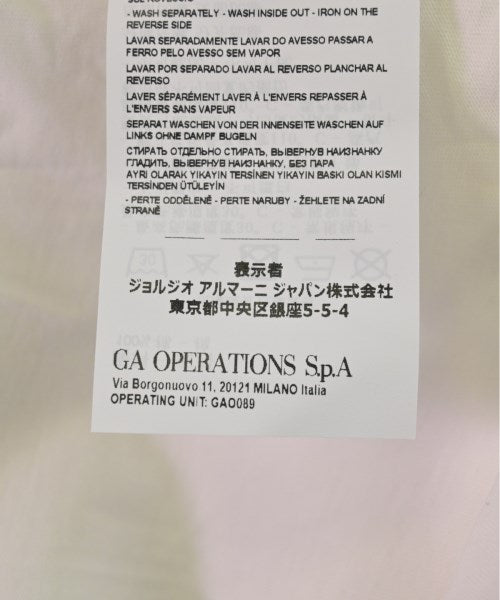 - WASH SEPARATELY - WASH INSIDE OUT - IRON ON THE
REVERSE SIDE
LAVAR SEPARADAMENTE LAVAR DO AVESSO PASSAR A
FERRO PELO AVESSO SEM VAPOR
LAVAR POR SEPARADO LAVAR AL REVERSO PLANCHAR AL
REVERSO
LAVER SÉPARÉMENT LAVER À L'ENVERS REPASSER À
L'ENVERS SANS VAPEUR
SEPARAT WASCHEN VON DER INNENSEITE WASCHEN AUF
LINKS OHNE DAMPF BUGELN
СТИРАТЬ ОТДЕЛЬНО СТИРАТЬ, ВЫВЕРНУВ НАИЗНАНКУ
ГЛАДИТЬ, ВЫВЕРНУВ НАИЗНАНКУ, БЕЗ ПАРА
AYRI OLARAK YIKAYIN TERSİNEN YIKAYIN BASKI OLAN KISMI
TERSİNDEN ÜTÜLEYİN
- PERTE ODDĚLENĚ - PERTE NARUBY - ŽEHLETE NA ZADNÍ
STRANĚ
表示者
ジョルジオ アルマーニ ジャパン株式会社
東京都中央区銀座5-5-4
GA OPERATIONS S.p.A
Via Borgonuovo 11, 20121 MILANO Italia
OPERATING UNIT: GAO089